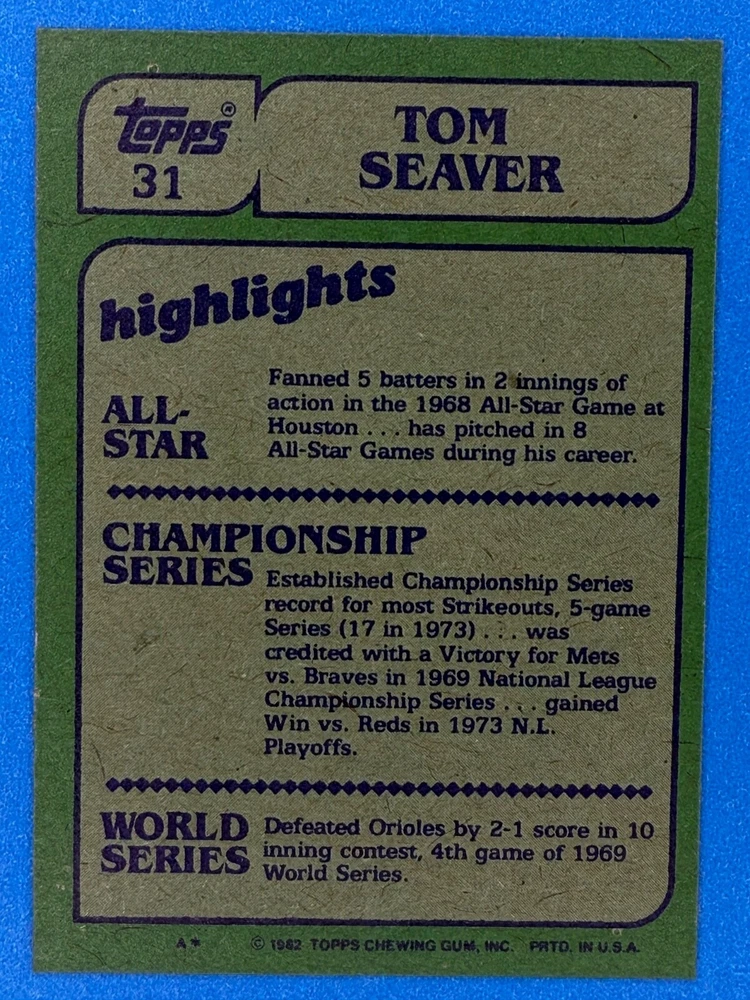 topps®
31
TOM
SEAVER
highlights
ALL-
STAR
Fanned 5 batters in 2 innings of
action in the 1968 All-Star Game at
Houston . . . has pitched in 8
All-Star Games during his career.
CHAMPIONSHIP
SERIES
Established Championship Series
record for most Strikeouts, 5-game
Series (17 in 1973) . . . was
credited with a Victory for Mets
vs. Braves in 1969 National League
Championship Series . . . gained
Win vs. Reds in 1973 N.L.
Playoffs.
WORLD
SERIES
Defeated Orioles by 2-1 score in 10
inning contest, 4th game of 1969
World Series.
A* © 1982 TOPPS CHEWING GUM, INC. PRTD. IN U.S.A.